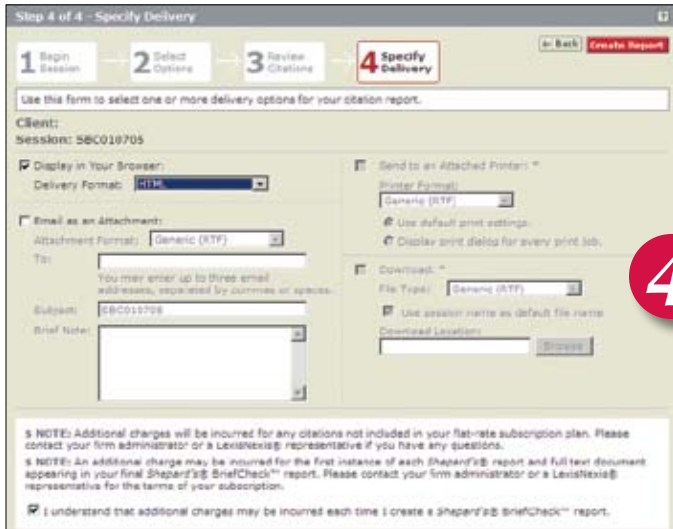 Step 4 of 4 - Specify Delivery
?
1 Begin Session
2 Select Options
3 Review Citations
4 Specify Delivery
Back
Create Report
Use this form to select one or more delivery options for your citation report.
Client:
Session: SBC010705
Display in Your Browser:
Delivery Format: HTML
Email as an Attachment:
Attachment Format: Generic (RTF)
To:
You may enter up to three email
addresses, separated by commas or spaces.
Subject: SBC010705
Brief Note:
Send to an Attached Printer: *
Printer Format:
Generic (RTF)
Use default print settings.
Display print dialog for every print job.
Download: *
File Type: Generic (RTF)
Use session name as default file name
Download Location:
Browse
4
$ NOTE: Additional charges will be incurred for any citations not included in your flat-rate subscription plan. Please
contact your firm administrator or a LexisNexis® representative if you have any questions.
$ NOTE: An additional charge may be incurred for the first instance of each Shepard's® report and full text document
appearing in your final Shepard's® BriefCheck™ report. Please contact your firm administrator or a LexisNexis®
representative for the terms of your subscription.
I understand that additional charges may be incurred each time I create a Shepard's® BriefCheck™ report.